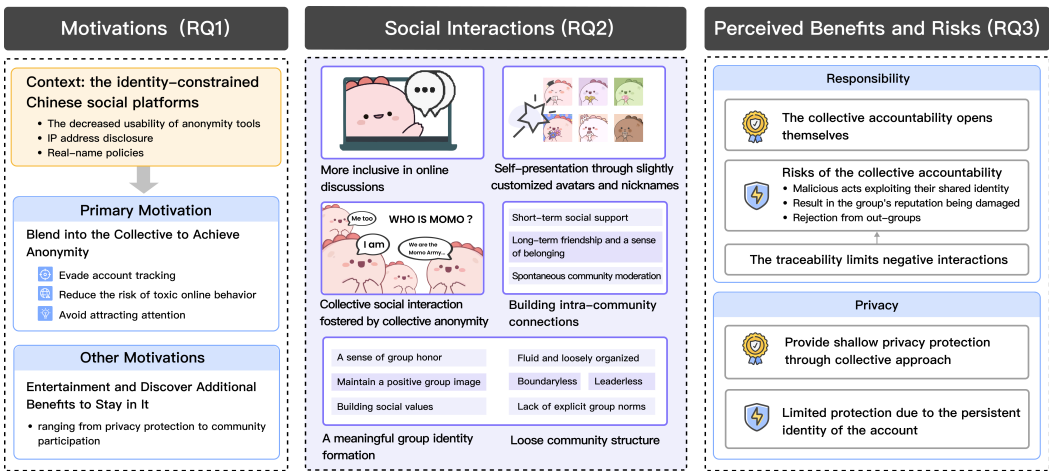 Motivations (RQ1)
Context: the identity-constrained
Chinese social platforms
• The decreased usability of anonymity tools
• IP address disclosure
• Real-name policies
Primary Motivation
Blend into the Collective to Achieve
Anonymity
Evade account tracking
Reduce the risk of toxic online behavior
Avoid attracting attention
Other Motivations
Entertainment and Discover Additional
Benefits to Stay in It
• ranging from privacy protection to community
participation
Social Interactions (RQ2)
More inclusive in online
discussions
Self-presentation through slightly
customized avatars and nicknames
Me too
WHO IS MOMO ?
I am
We are the
Momo Army...
Collective social interaction
fostered by collective anonymity
Short-term social support
Long-term friendship and a sense
of belonging
Spontaneous community moderation
Building intra-community
connections
A sense of group honor
Maintain a positive group image
Building social values
A meaningful group identity
formation
Fluid and loosely organized
Boundaryless
Leaderless
Lack of explicit group norms
Loose community structure
Perceived Benefits and Risks (RQ3)
Responsibility
The collective accountability opens
themselves
Risks of the collective accountability
• Malicious acts exploiting their shared identity
• Result in the group's reputation being damaged
• Rejection from out-groups
The traceability limits negative interactions
Privacy
Provide shallow privacy protection
through collective approach
Limited protection due to the persistent
identity of the account